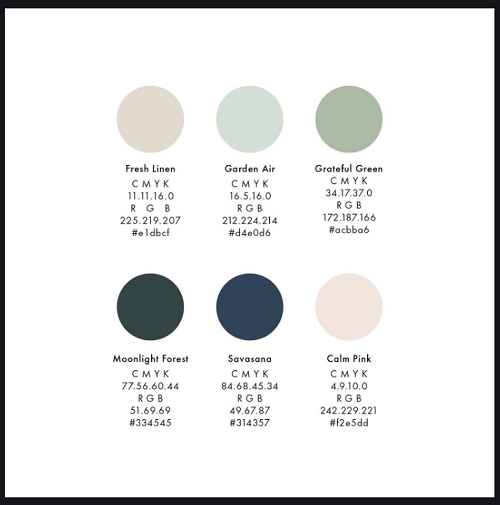 Fresh Linen
C M Y K
11.11.16.0
R G B
225.219.207
#e1dbcf
Garden Air
C M Y K
16.5.16.0
R G B
212.224.214
#d4e0d6
Grateful Green
C M Y K
34.17.37.0
R G B
172.187.166
#acbba6
Moonlight Forest
C M Y K
77.56.60.44
R G B
51.69.69
#334545
Savasana
C M Y K
84.68.45.34
R G B
49.67.87
#314357
Calm Pink
C M Y K
4.9.10.0
R G B
242.229.221
#f2e5dd